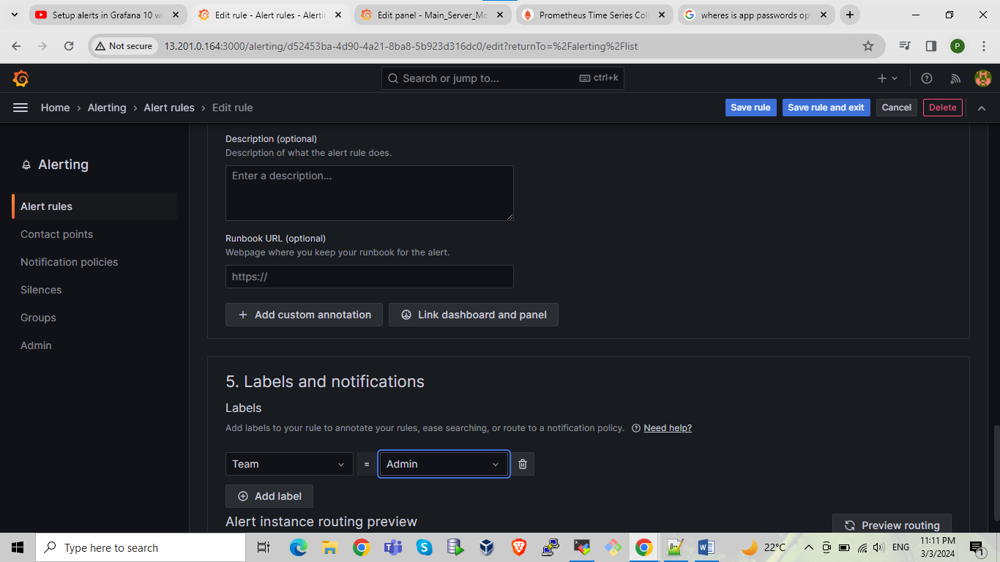 Setup alerts in Grafana 10 wi
Edit rule - Alert rules - Alerti
Edit panel - Main_Server_Mc
Prometheus Time Series Coll
wheres is app passwords op
Not secure
13.201.0.164:3000/alerting/d52453ba-4d90-4a21-8ba8-5b923d316dc0/edit?returnTo=%2Falerting%2Flist
P
Search or jump to...
ctrl+k
Home > Alerting > Alert rules > Edit rule
Save rule
Save rule and exit
Cancel
Delete
Alerting
Alert rules
Contact points
Notification policies
Silences
Groups
Admin
Description (optional)
Description of what the alert rule does.
Enter a description...
Runbook URL (optional)
Webpage where you keep your runbook for the alert.
https://
Add custom annotation
Link dashboard and panel
5. Labels and notifications
Labels
Add labels to your rule to annotate your rules, ease searching, or route to a notification policy. Need help?
Team = Admin
Add label
Alert instance routing preview
Preview routing
Type here to search
22°C
ENG
11:11 PM
3/3/2024
1